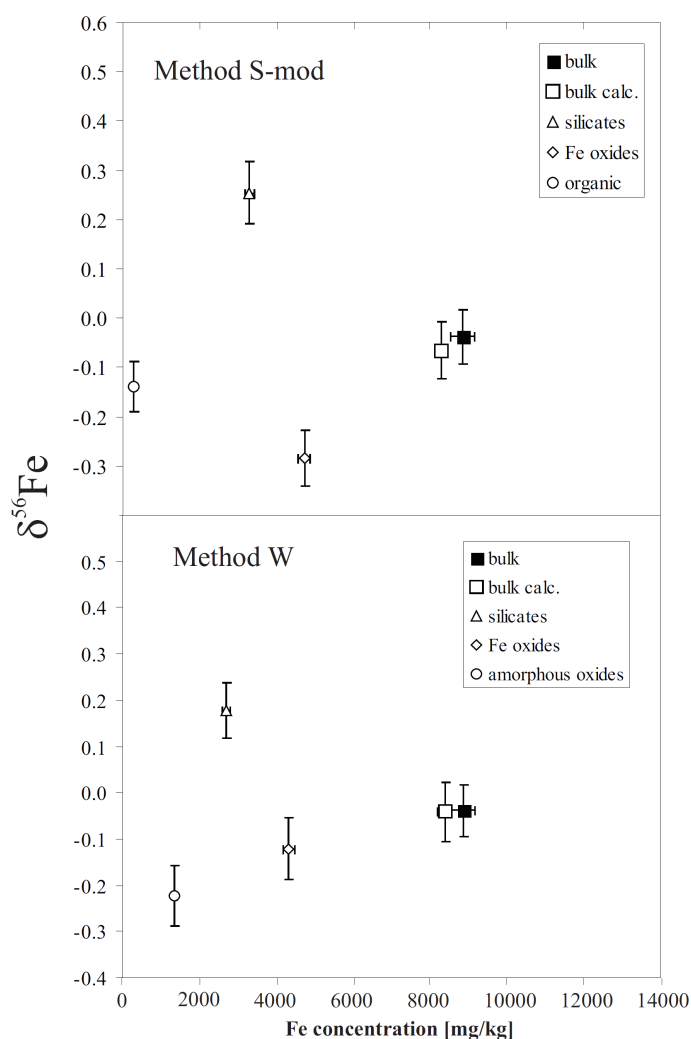 δ56Fe
0.6
0.5
0.4
0.3
0.2
0.1
0.0
-0.1
-0.2
-0.3
Method S-mod
bulk
bulk calc.
silicates
Fe oxides
organic
0.5
0.4
0.3
0.2
0.1
0.0
-0.1
-0.2
-0.3
-0.4
Method W
bulk
bulk calc.
silicates
Fe oxides
amorphous oxides
0 2000 4000 6000 8000 10000 12000 14000
Fe concentration [mg/kg]